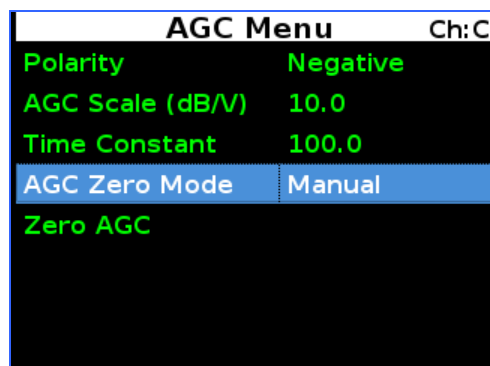 AGC Menu Ch:C
Polarity Negative
AGC Scale (dB/V) 10.0
Time Constant 100.0
AGC Zero Mode Manual
Zero AGC